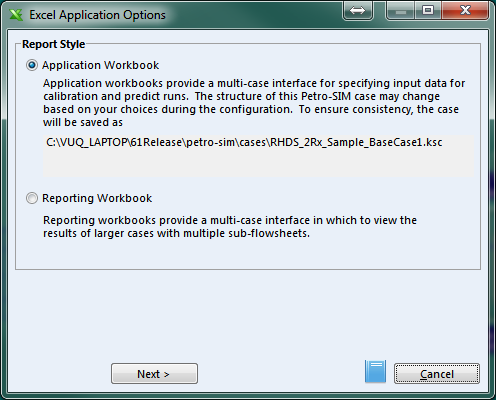 Excel Application Options
Report Style
Application Workbook
Application workbooks provide a multi-case interface for specifying input data for
calibration and predict runs.  The structure of this Petro-SIM case may change
based on your choices during the configuration.  To ensure consistency, the case
will be saved as
C:\VUQ_LAPTOP\61Release\petro-sim\cases\RHDS_2Rx_Sample_BaseCase1.ksc
Reporting Workbook
Reporting workbooks provide a multi-case interface in which to view the
results of larger cases with multiple sub-flowsheets.
Next >
Cancel